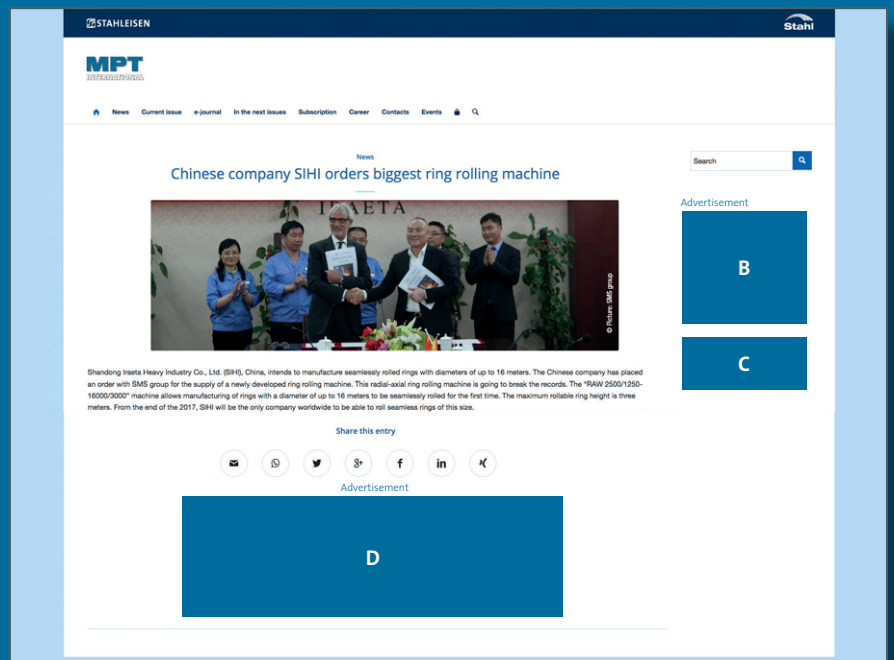 STAHLEISEN
Stahl
MPT
INTERNATIONAL
News Current issue e-journal In the next issues Subscription Career Contacts Events
News
Chinese company SIHI orders biggest ring rolling machine
Search
Advertisement
IRAETA
© Picture: SMS group
B
C
Shandong Iraeta Heavy Industry Co., Ltd. (SIHI), China, intends to manufacture seamlessly rolled rings with diameters of up to 16 meters. The Chinese company has placed
an order with SMS group for the supply of a newly developed ring rolling machine. This radial-axial ring rolling machine is going to break the records. The “RAW 2500/1250-
16000/3000” machine allows manufacturing of rings with a diameter of up to 16 meters to be seamlessly rolled for the first time. The maximum rollable ring height is three
meters. From the end of the 2017, SIHI will be the only company worldwide to be able to roll seamless rings of this size.
Share this entry
Advertisement
D